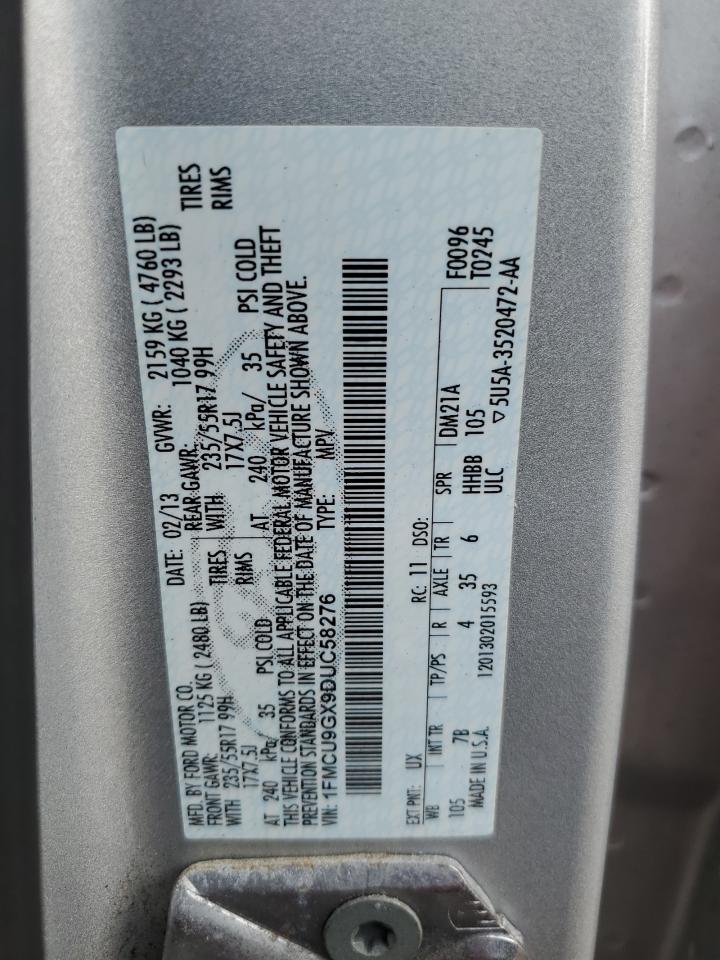 MFD. BY FORD MOTOR CO.
DATE: 02/13 GVWR: 2159 KG ( 4760 LB)
FRONT GAWR: 1125 KG ( 2480 LB) REAR GAWR: 1040 KG ( 2293 LB)
WITH 235/55R17 99H TIRES WITH 235/55R17 99H TIRES
17X7.5J RIMS 17X7.5J RIMS
AT 240 kPa/ 35 PSI COLD AT 240 kPa/ 35 PSI COLD
THIS VEHICLE CONFORMS TO ALL APPLICABLE FEDERAL MOTOR VEHICLE SAFETY AND THEFT
PREVENTION STANDARDS IN EFFECT ON THE DATE OF MANUFACTURE SHOWN ABOVE.
VIN: 1FMCU9GX9DUC58276 TYPE: MPV
EXT PNT: UX RC: 11 DSO: F0096
WB INT TR TP/PS R AXLE TR SPR DM21A T0245
105 7B 4 35 6 HHBB 105
ULC ▽5U5A-3520472-AA
MADE IN U.S.A. 1201302015593